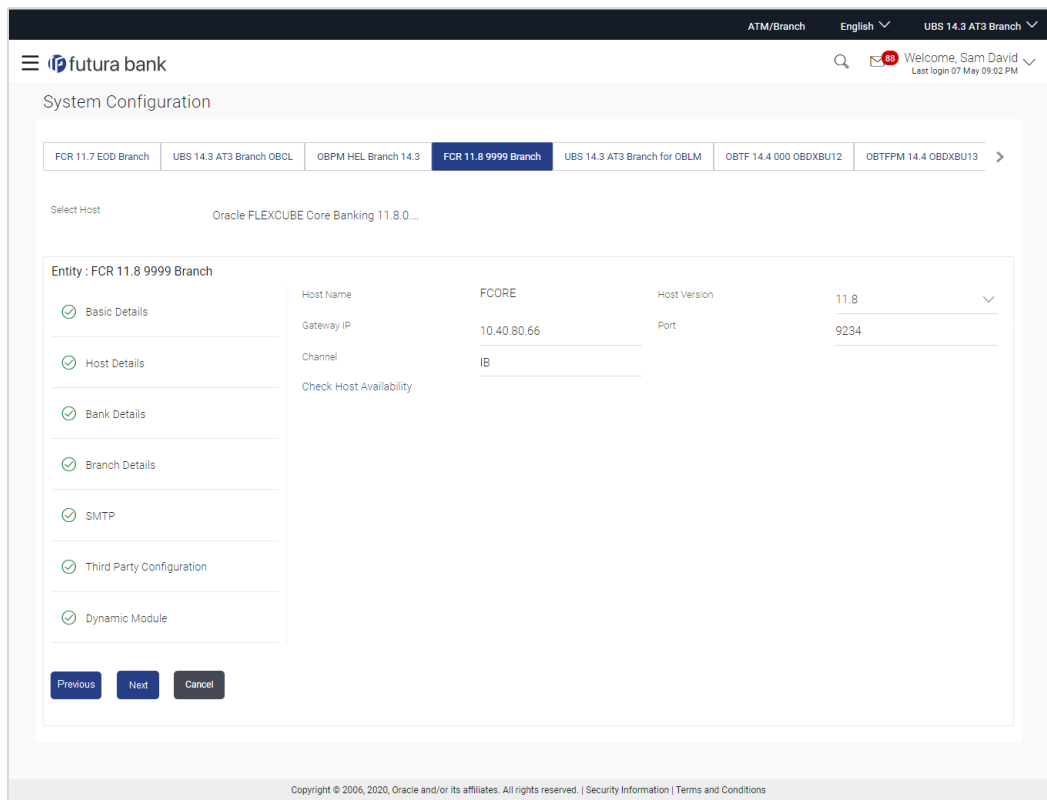 ATM/Branch English UBS 14.3 AT3 Branch
futura bank 88 Welcome, Sam David
Last login 07 May 09:02 PM
System Configuration
FCR 11.7 EOD Branch UBS 14.3 AT3 Branch OBCL OBPM HEL Branch 14.3 FCR 11.8 9999 Branch UBS 14.3 AT3 Branch for OBLM OBTF 14.4 000 OBDXBU12 OBTFPM 14.4 OBDXBU13
Select Host Oracle FLEXCUBE Core Banking 11.8.0....
Entity : FCR 11.8 9999 Branch
Basic Details
Host Details
Bank Details
Branch Details
SMTP
Third Party Configuration
Dynamic Module
Host Name FCORE Host Version 11.8
Gateway IP 10.40.80.66 Port 9234
Channel IB
Check Host Availability
Previous Next Cancel
Copyright © 2006, 2020, Oracle and/or its affiliates. All rights reserved. | Security Information | Terms and Conditions